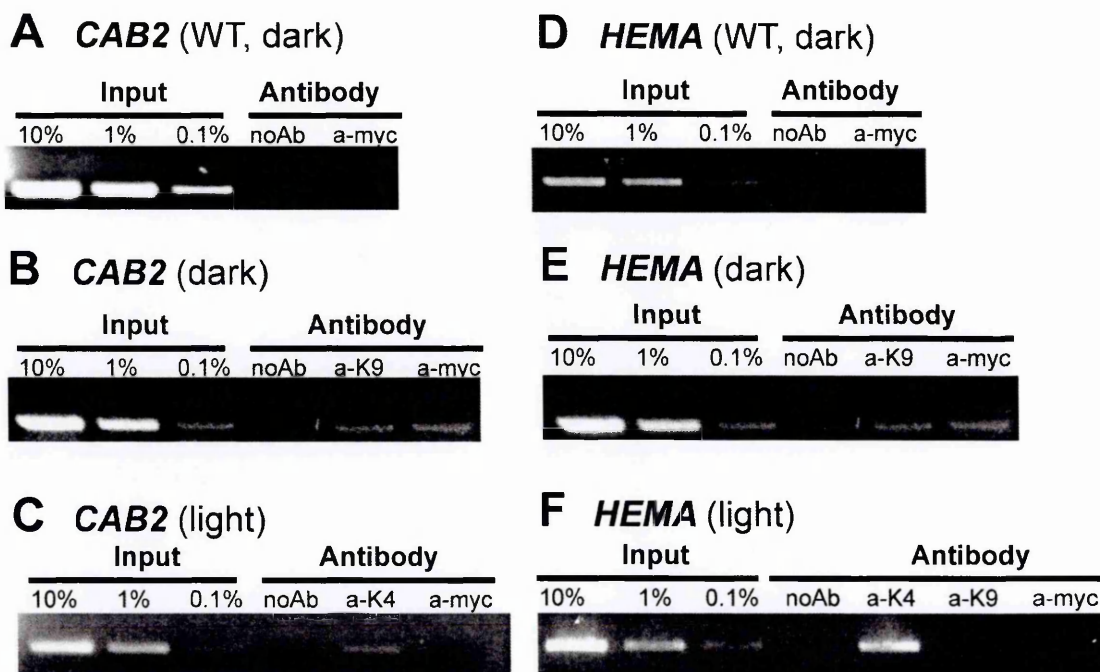 A CAB2 (WT, dark)
Input Antibody
10% 1% 0.1% noAb a-myc
B CAB2 (dark)
Input Antibody
10% 1% 0.1% noAb a-K9 a-myc
C CAB2 (light)
Input Antibody
10% 1% 0.1% noAb a-K4 a-myc
D HEMA (WT, dark)
Input Antibody
10% 1% 0.1% noAb a-myc
E HEMA (dark)
Input Antibody
10% 1% 0.1% noAb a-K9 a-myc
F HEMA (light)
Input Antibody
10% 1% 0.1% noAb a-K4 a-K9 a-myc